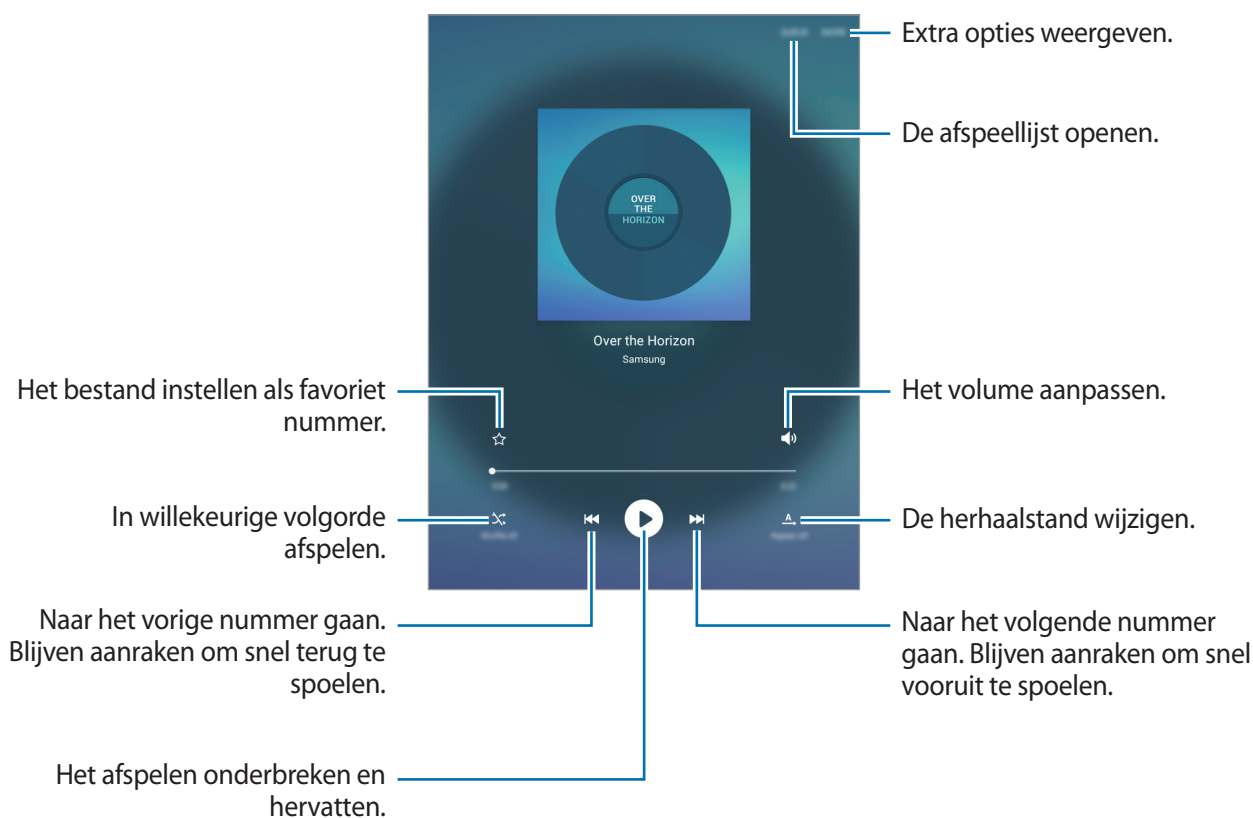 Extra opties weergeven.
De afspeellijst openen.
OVER
THE
HORIZON
Over the Horizon
Samsung
Het bestand instellen als favoriet
nummer.
Het volume aanpassen.
In willekeurige volgorde
afspelen.
De herhaalstand wijzigen.
Naar het vorige nummer gaan.
Blijven aanraken om snel terug te
spoelen.
Naar het volgende nummer
gaan. Blijven aanraken om snel
vooruit te spoelen.
Het afspelen onderbreken en
hervatten.